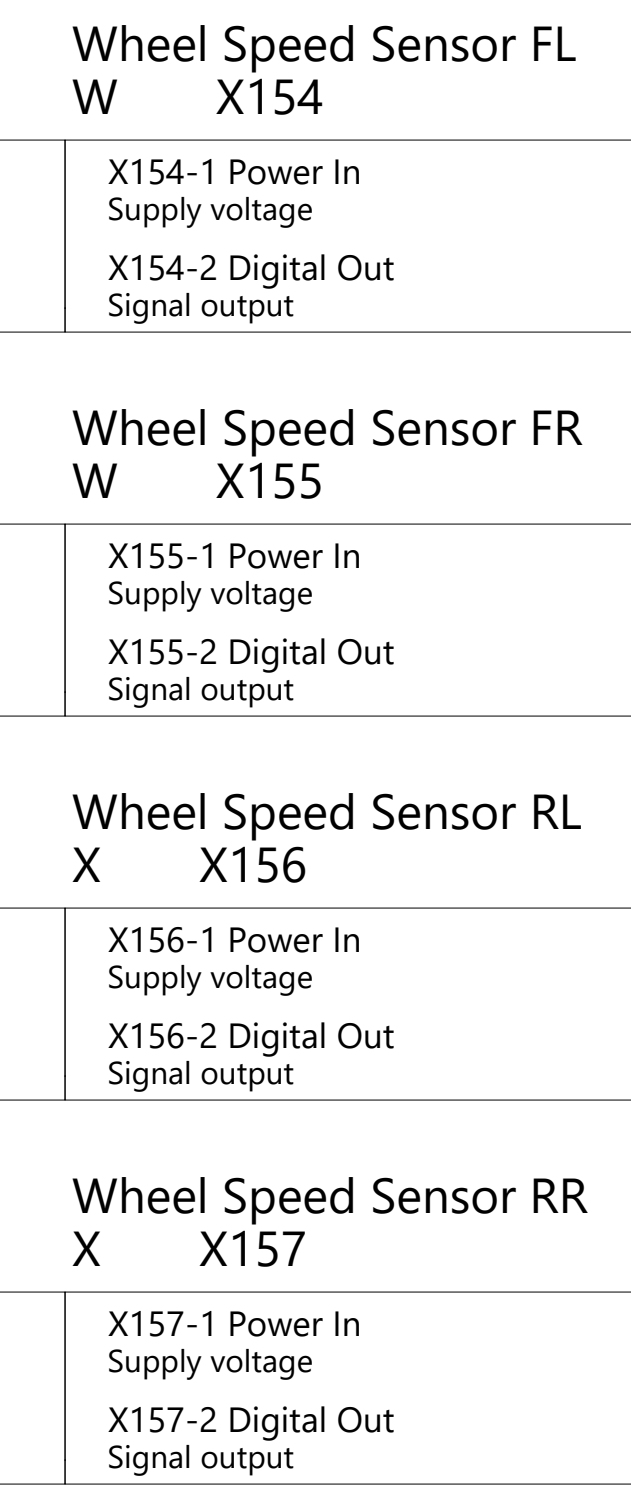 Wheel Speed Sensor FL
W X154
X154-1 Power In
Supply voltage
X154-2 Digital Out
Signal output
Wheel Speed Sensor FR
W X155
X155-1 Power In
Supply voltage
X155-2 Digital Out
Signal output
Wheel Speed Sensor RL
X X156
X156-1 Power In
Supply voltage
X156-2 Digital Out
Signal output
Wheel Speed Sensor RR
X X157
X157-1 Power In
Supply voltage
X157-2 Digital Out
Signal output